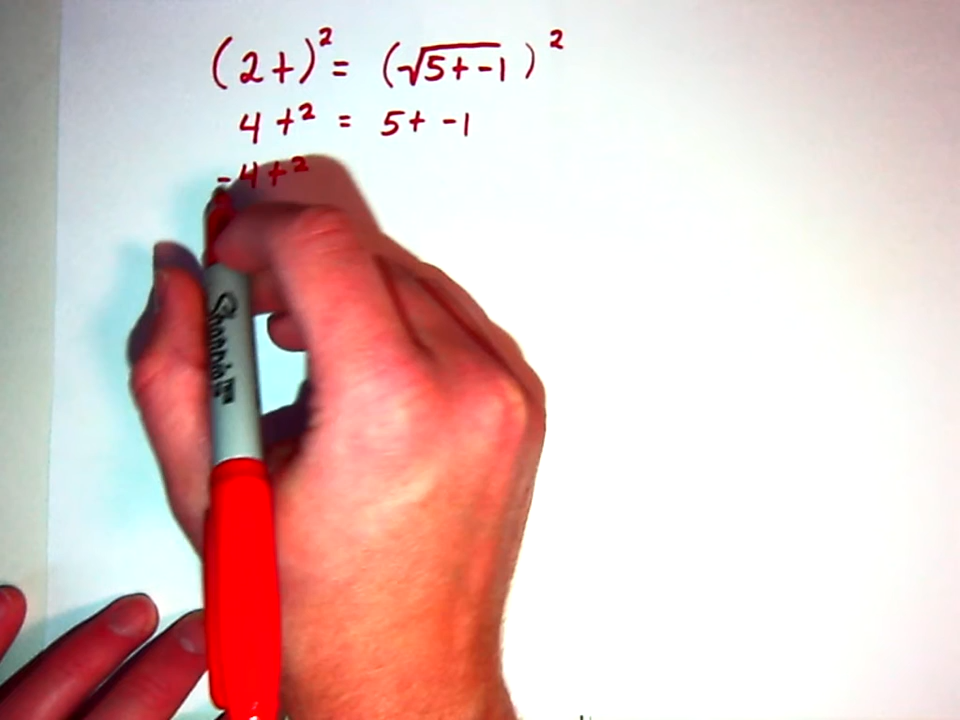 (2t)² = (√5t-1)²
4t² = 5t-1
-4t²
Sharpie